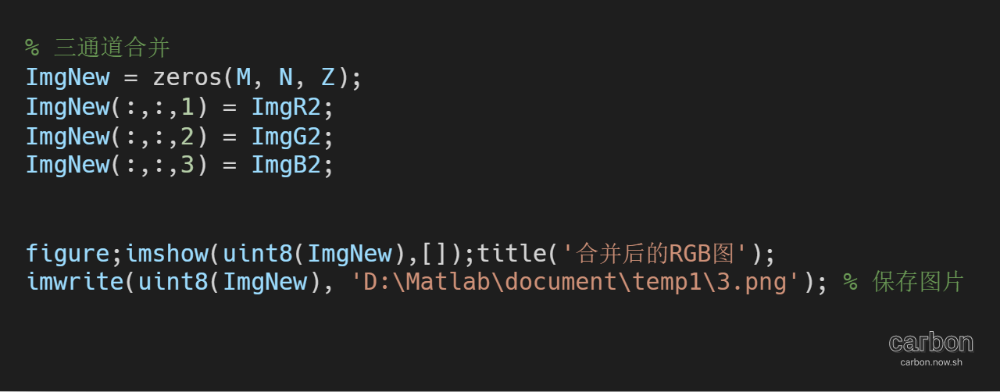 % 三通道合并
ImgNew = zeros(M, N, Z);
ImgNew(:,:,1) = ImgR2;
ImgNew(:,:,2) = ImgG2;
ImgNew(:,:,3) = ImgB2;
figure;imshow(uint8(ImgNew),[]);title('合并后的RGB图');
imwrite(uint8(ImgNew), 'D:\Matlab\document\temp1\3.png'); % 保存图片
carbon
carbon.now.sh